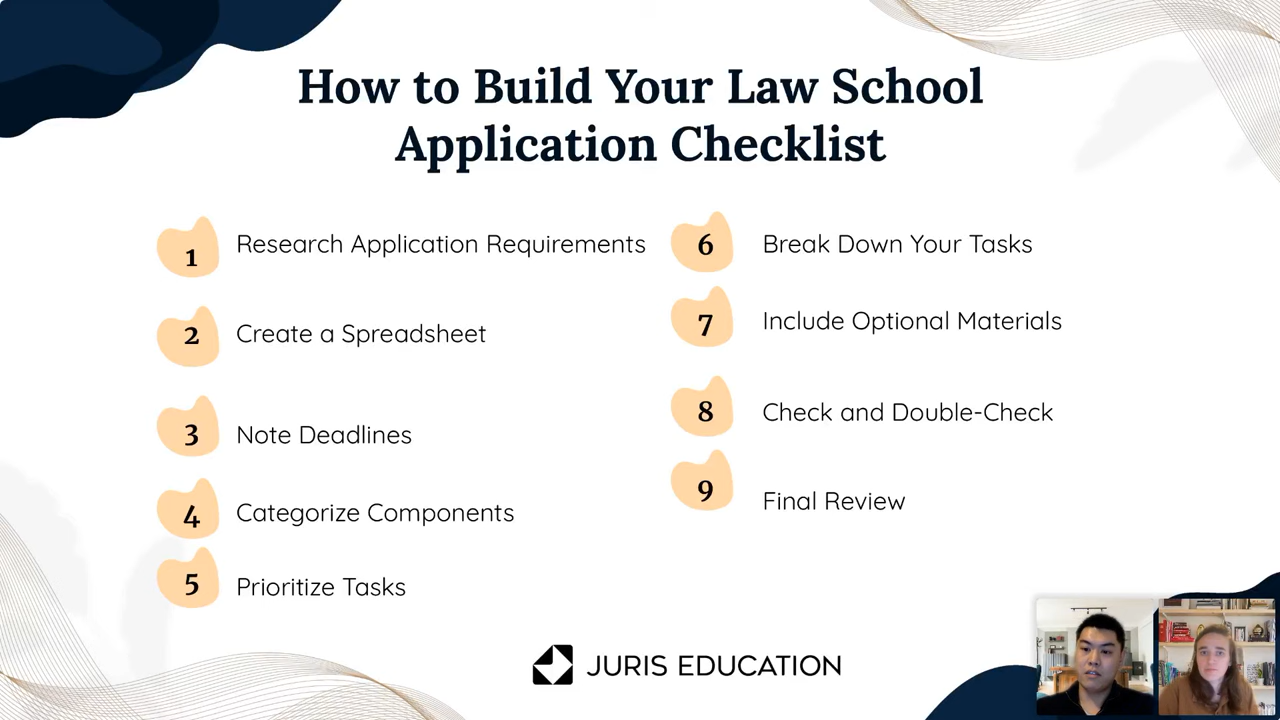 How to Build Your Law School
Application Checklist
1 Research Application Requirements
2 Create a Spreadsheet
3 Note Deadlines
4 Categorize Components
5 Prioritize Tasks
6 Break Down Your Tasks
7 Include Optional Materials
8 Check and Double-Check
9 Final Review
JURIS EDUCATION